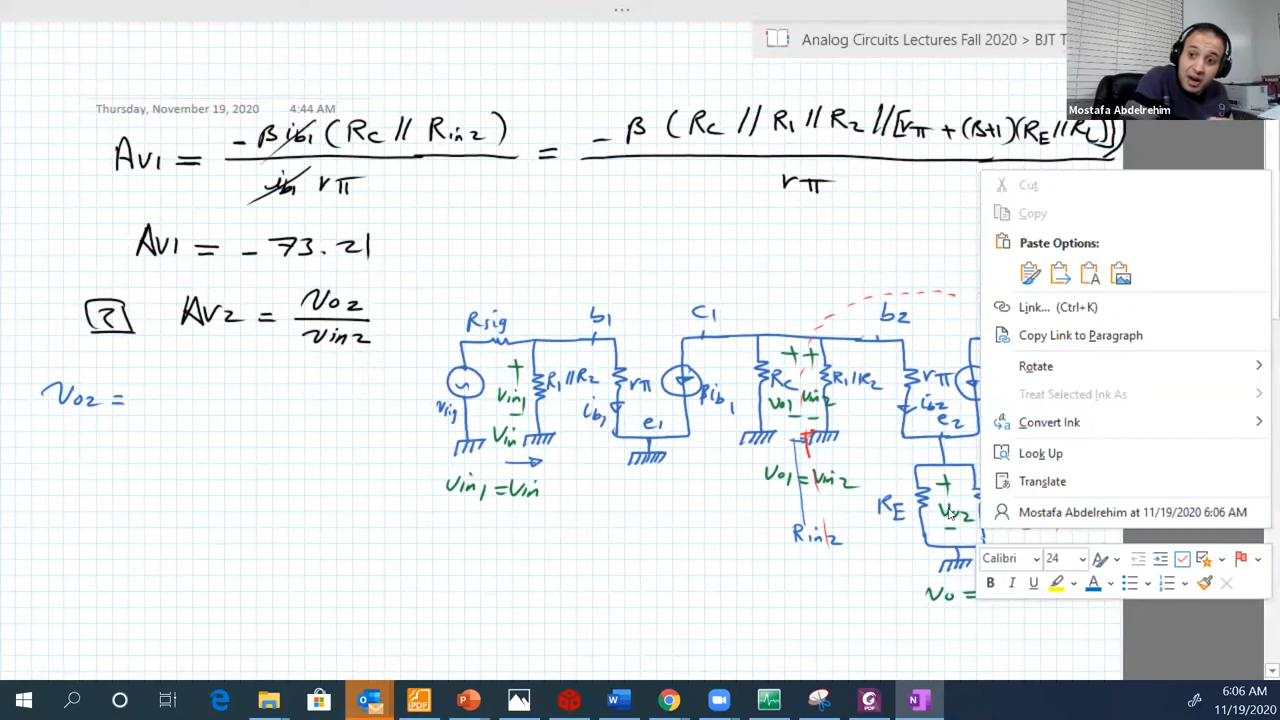 Analog Circuits Lectures Fall 2020 > BJT T
Mostafa Abdelrehim
Thursday, November 19, 2020 4:44 AM
Av1 = -β ib1 (Rc // Rin2) / ib1 rπ = -β (Rc // R1 // R2 // [rπ + (β+1)(RE // RL)]) / rπ
Av1 = - 73.21
2 Av2 = Vo2 / Vin2
Vo2 =
Rsig b1 C1 b2
vsig + Vin1 - R1//R2 rπ ib1 βib1 e1 Rc + Vo1 - + Vin2 - R1//R2 rπ ib2 e2
Vin
Vin1 = Vin
Vo1 = Vin2
Rin2
RE + Vo2 -
Vo =
Cut
Copy
Paste Options:
Link... (Ctrl+K)
Copy Link to Paragraph
Rotate
Treat Selected Ink As
Convert Ink
Look Up
Translate
Mostafa Abdelrehim at 11/19/2020 6:06 AM
Calibri 24
B I U A
6:06 AM
11/19/2020